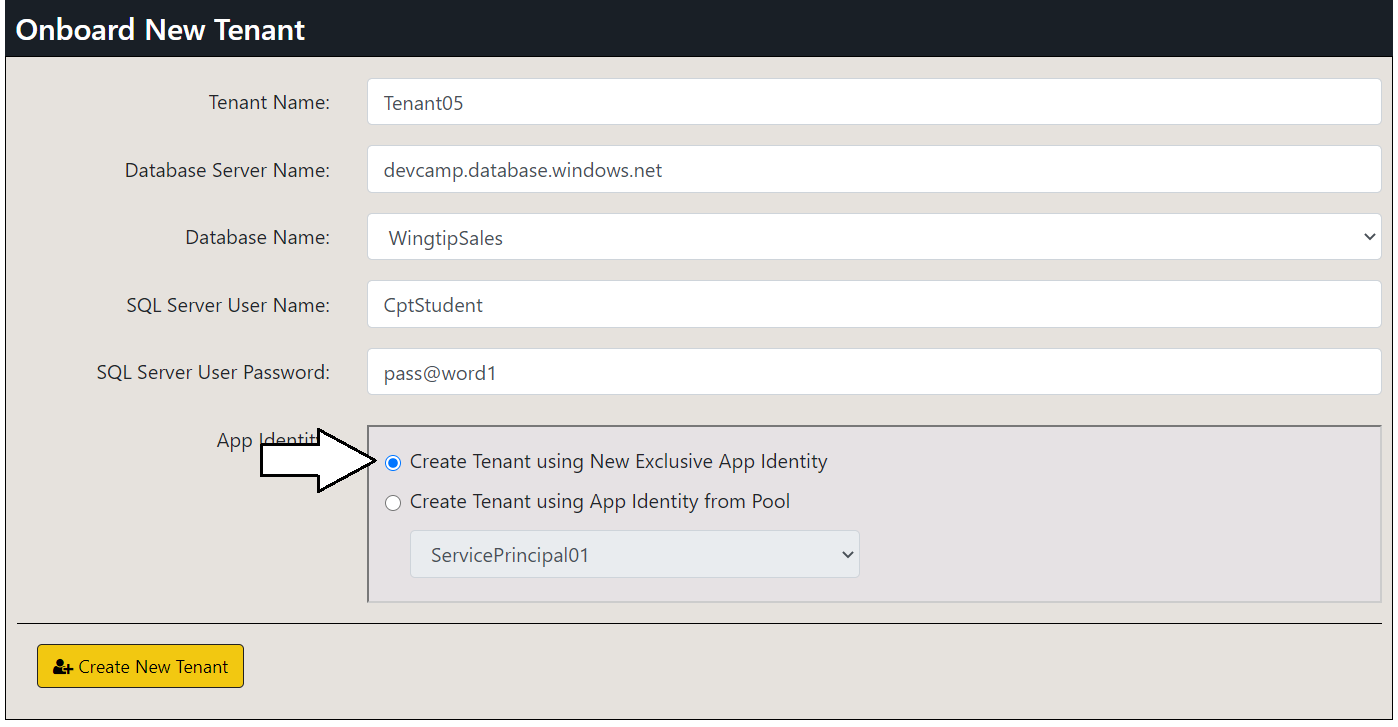 Onboard New Tenant
Tenant Name: Tenant05
Database Server Name: devcamp.database.windows.net
Database Name: WingtipSales
SQL Server User Name: CptStudent
SQL Server User Password: pass@word1
App Identity
Create Tenant using New Exclusive App Identity
Create Tenant using App Identity from Pool
ServicePrincipal01
Create New Tenant